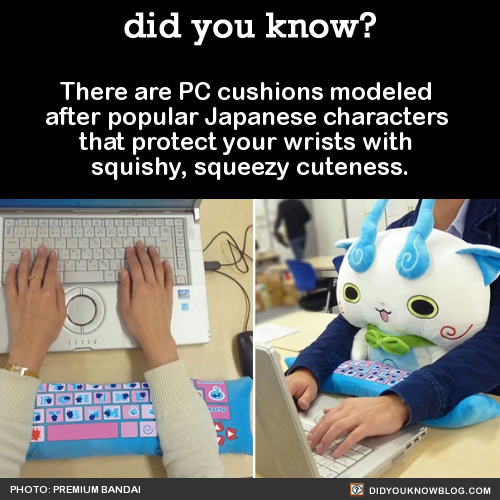 did you know?
There are PC cushions modeled
after popular Japanese characters
that protect your wrists with
squishy, squeezy cuteness.
PHOTO: PREMIUM BANDAI
DIDYOUKNOWBLOG.COM